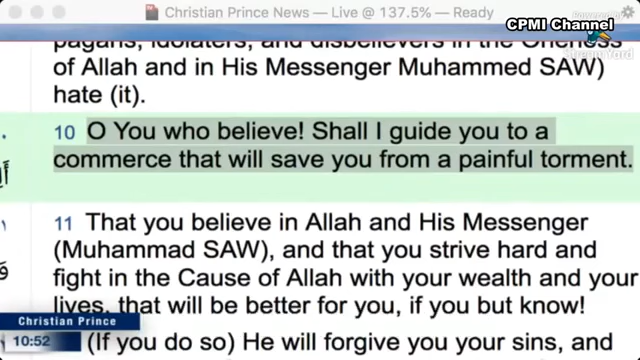 Christian Prince News — Live @ 137.5% — Ready
CPMI Channel
pagans, idolaters, and disbelievers in the Oneness
of Allah and in His Messenger Muhammed SAW)
hate (it).
10 O You who believe! Shall I guide you to a
commerce that will save you from a painful torment.
11 That you believe in Allah and His Messenger
(Muhammad SAW), and that you strive hard and
fight in the Cause of Allah with your wealth and your
lives, that will be better for you, if you but know!
Christian Prince
10:52
(If you do so) He will forgive you your sins, and